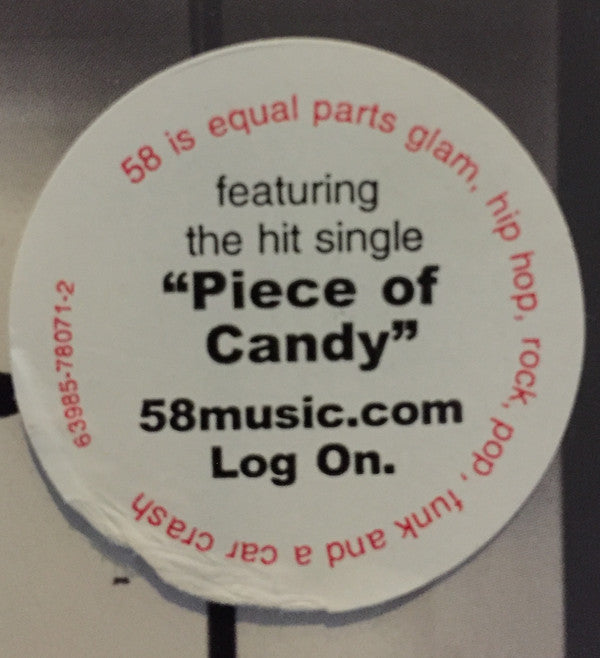 58 is equal parts glam, hip hop, rock, pop, funk and a car crash
featuring
the hit single
“Piece of
Candy”
58music.com
Log On.
63985-78071-2